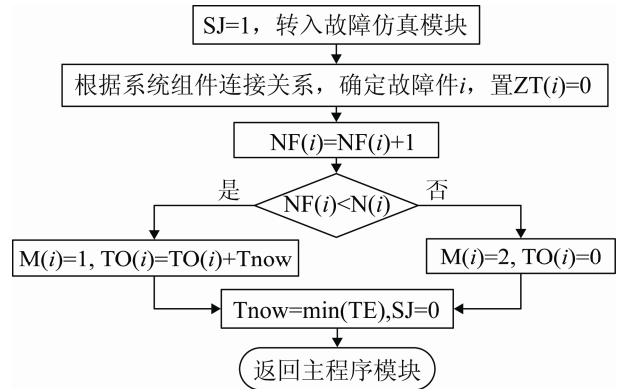 SJ=1，转入故障仿真模块
根据系统组件连接关系，确定故障件i，置ZT(i)=0
NF(i)=NF(i)+1
是
NF(i)<N(i)
否
M(i)=1, TO(i)=TO(i)+Tnow
M(i)=2, TO(i)=0
Tnow=min(TE),SJ=0
返回主程序模块